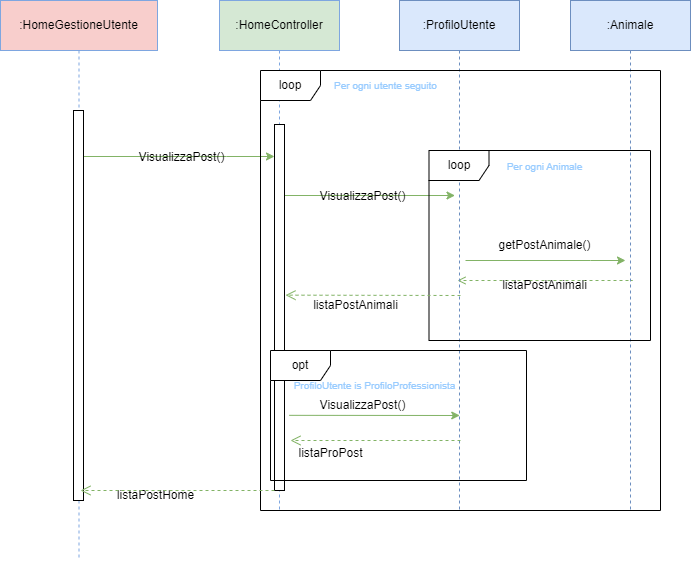 :HomeGestioneUtente
:HomeController
:ProfiloUtente
:Animale
loop
Per ogni utente seguito
VisualizzaPost()
loop
Per ogni Animale
VisualizzaPost()
getPostAnimale()
listaPostAnimali
listaPostAnimali
opt
ProfiloUtente is ProfiloProfessionista
VisualizzaPost()
listaProPost
listaPostHome